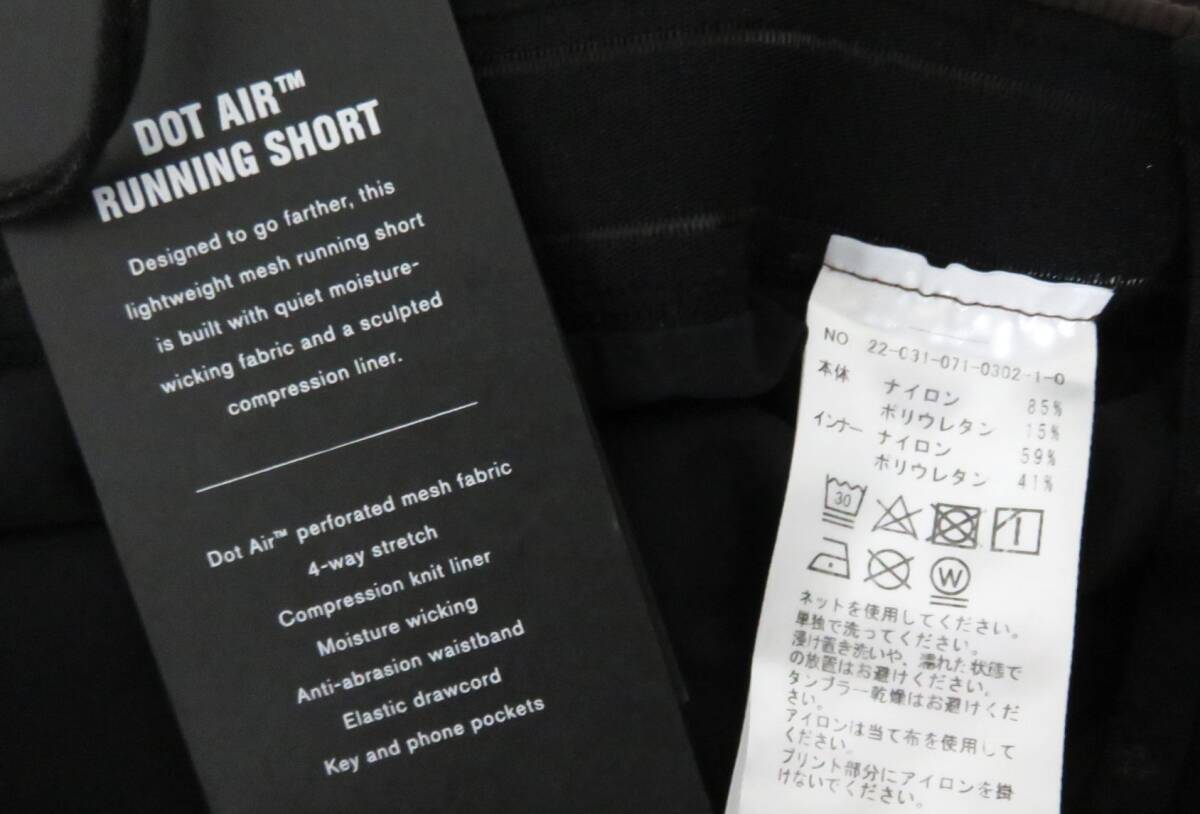 DOT AIR™
RUNNING SHORT
Designed to go farther, this
lightweight mesh running short
is built with quiet moisture-
wicking fabric and a sculpted
compression liner.
Dot Air™ perforated mesh fabric
4-way stretch
Compression knit liner
Moisture wicking
Anti-abrasion waistband
Elastic drawcord
Key and phone pockets
NO 22-031-071-0302-1-0
本体 ナイロン 85%
ポリウレタン 15%
インナー ナイロン 59%
ポリウレタン 41%
30
W
ネットを使用してください。
単独で洗ってください。
浸け置き洗いや、濡れた状態で
の放置はお避けください。
タンブラー乾燥はお避けくだ
さい。
アイロンは当て布を使用して
ください。
プリント部分にアイロンを掛
けないでください。